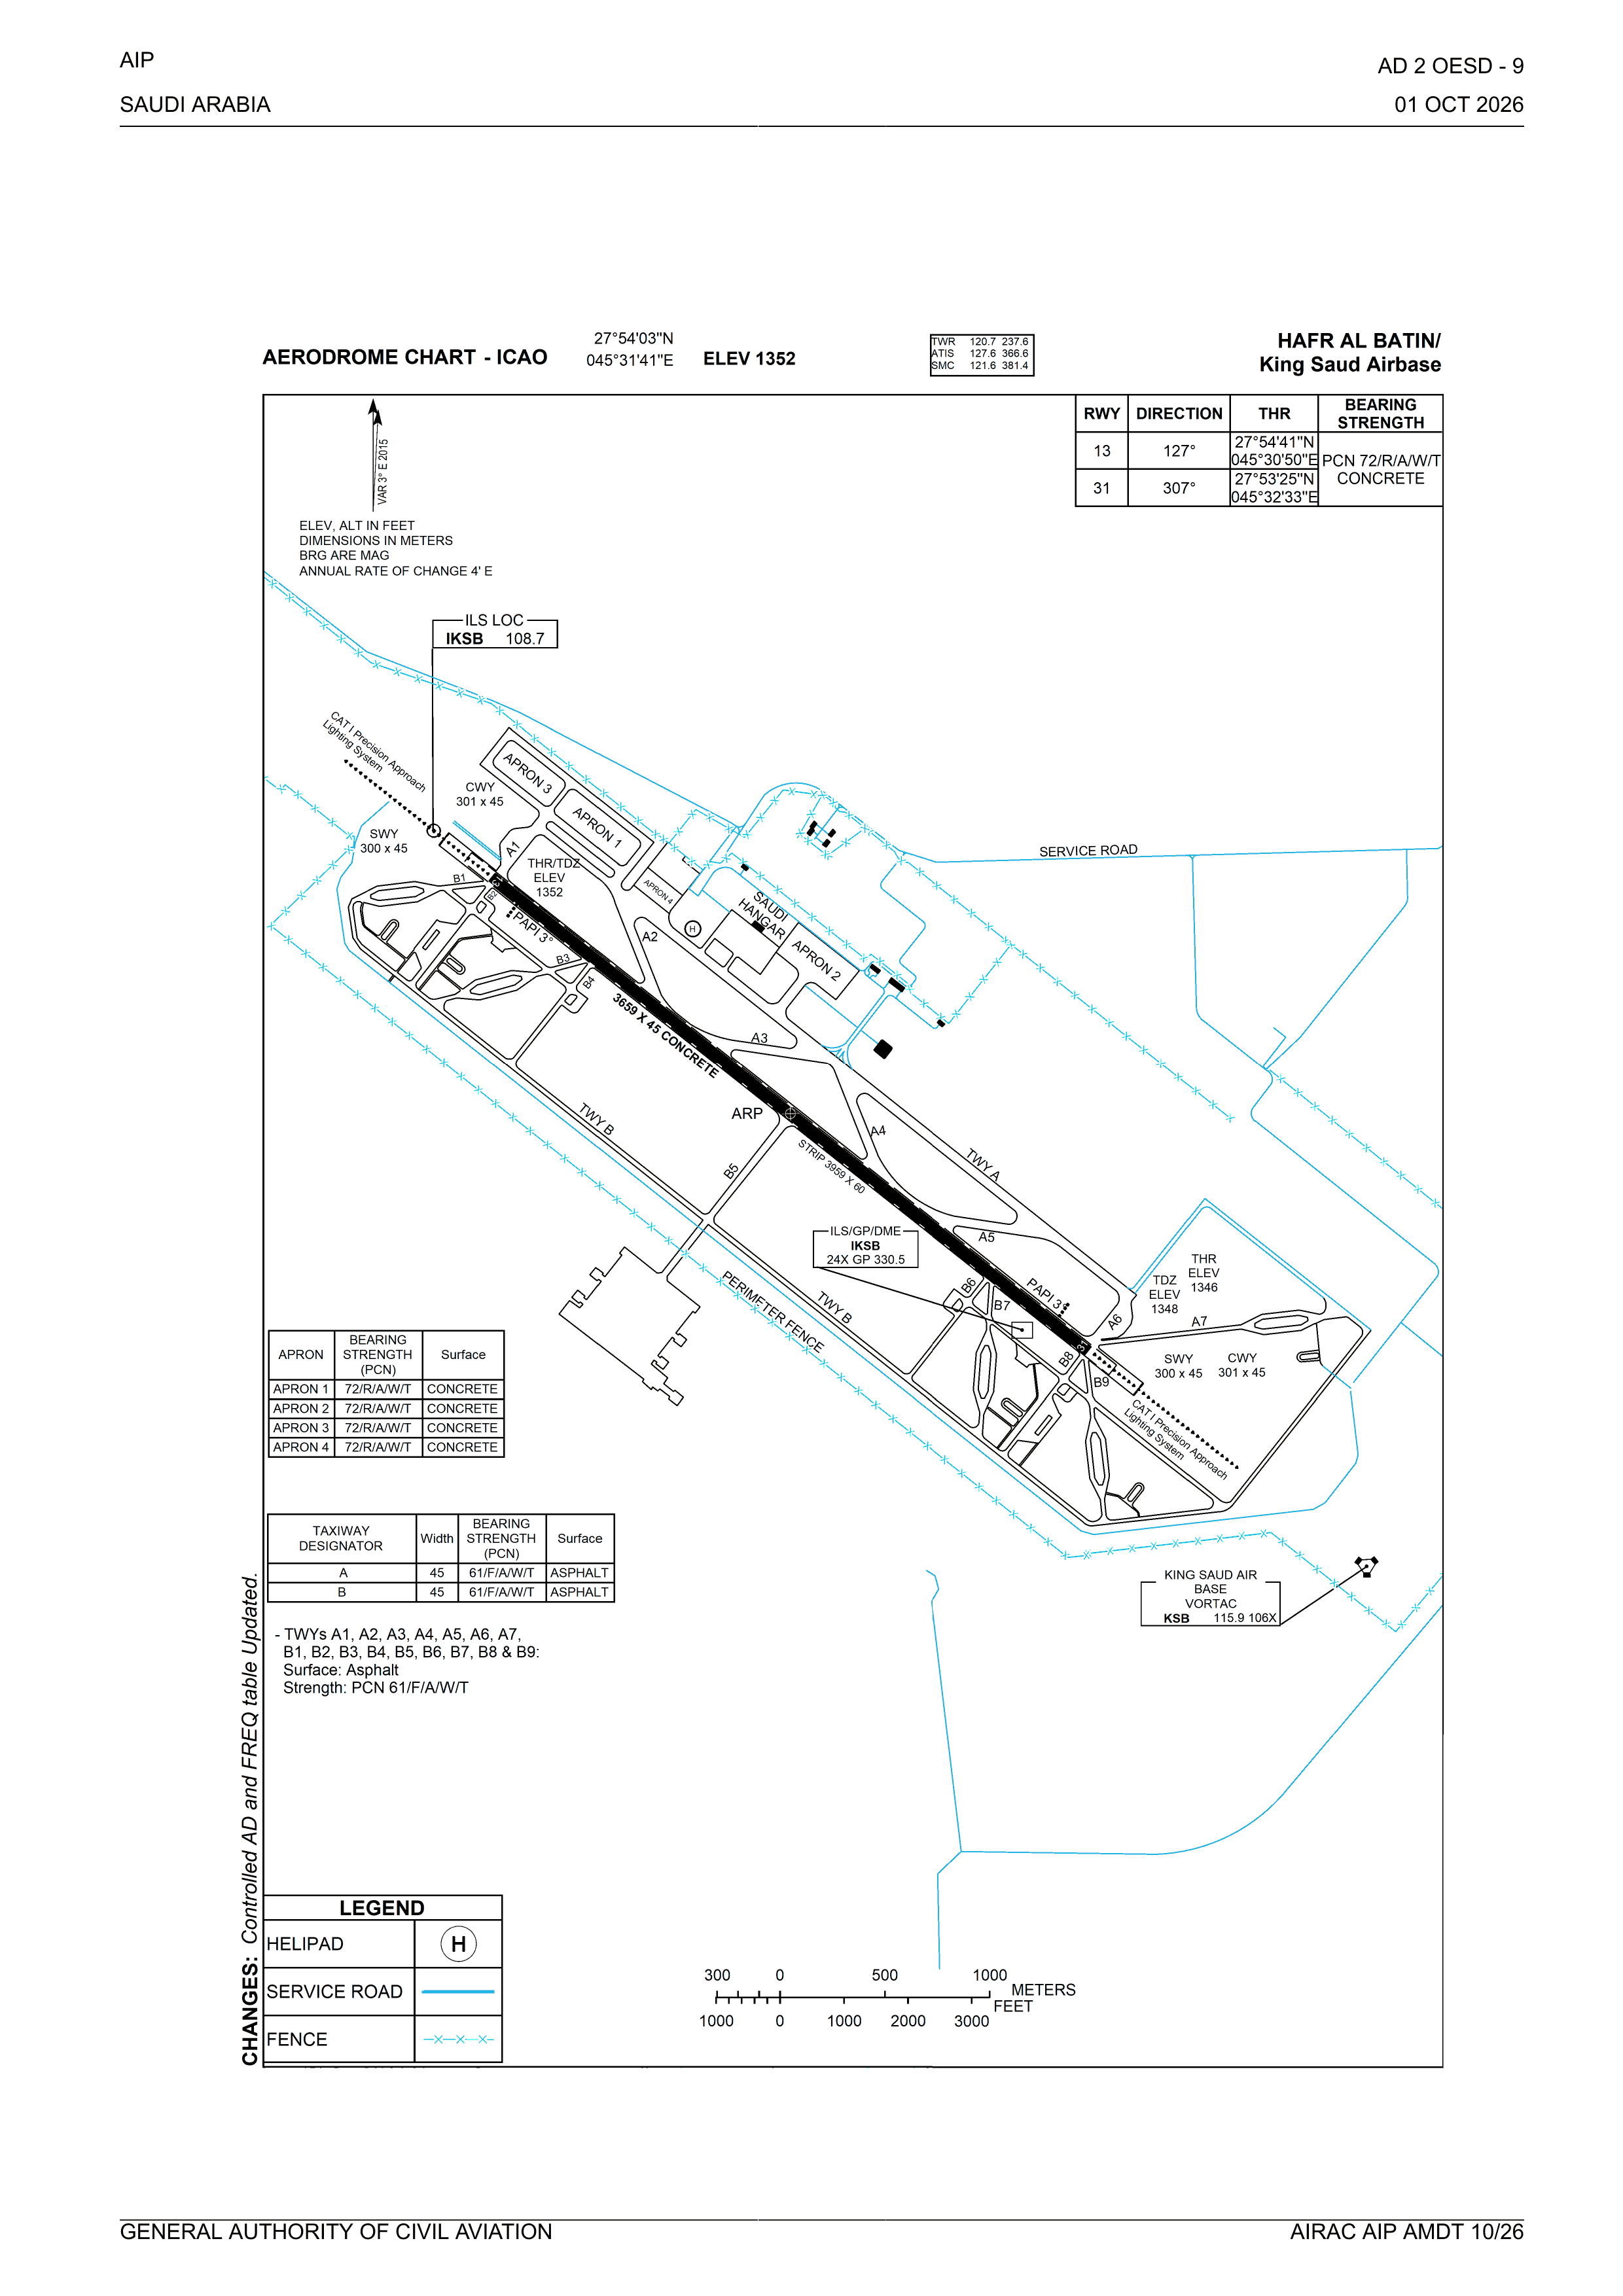 AIP
AD 2 OESD - 9
SAUDI ARABIA
01 OCT 2026
AERODROME CHART - ICAO
27°54'03"N
045°31'41"E
ELEV 1352
TWR 120.7 237.6
ATIS 127.6 366.6
SMC 121.6 381.4
HAFR AL BATIN/
King Saud Airbase
RWY DIRECTION THR BEARING STRENGTH
13 127° 27°54'41"N 045°30'50"E
31 307° 27°53'25"N 045°32'33"E
PCN 72/R/A/W/T
CONCRETE
VAR 3° E 2015
ELEV, ALT IN FEET
DIMENSIONS IN METERS
BRG ARE MAG
ANNUAL RATE OF CHANGE 4' E
ILS LOC
IKSB 108.7
CAT I Precision Approach
Lighting System
CWY
301 x 45
SWY
300 x 45
APRON 3
APRON 1
APRON 4
A1
THR/TDZ
ELEV
1352
B1
PAPI 3°
B3
B4
A2
H
SAUDI
HANGAR
APRON 2
SERVICE ROAD
3659 X 45 CONCRETE
A3
ARP
A4
STRIP 3959 X 60
TWY B
B5
TWY A
ILS/GP/DME
IKSB
24X GP 330.5
A5
PERIMETER FENCE
TWY B
B6
B7
PAPI 3°
A6
TDZ
ELEV
1348
THR
ELEV
1346
A7
B8
31
B9
SWY
300 x 45
CWY
301 x 45
CAT I Precision Approach
Lighting System
APRON BEARING STRENGTH (PCN) Surface
APRON 1 72/R/A/W/T CONCRETE
APRON 2 72/R/A/W/T CONCRETE
APRON 3 72/R/A/W/T CONCRETE
APRON 4 72/R/A/W/T CONCRETE
TAXIWAY DESIGNATOR Width BEARING STRENGTH (PCN) Surface
A 45 61/F/A/W/T ASPHALT
B 45 61/F/A/W/T ASPHALT
- TWYs A1, A2, A3, A4, A5, A6, A7,
B1, B2, B3, B4, B5, B6, B7, B8 & B9:
Surface: Asphalt
Strength: PCN 61/F/A/W/T
KING SAUD AIR
BASE
VORTAC
KSB 115.9 106X
CHANGES: Controlled AD and FREQ table Updated.
LEGEND
HELIPAD H
SERVICE ROAD
FENCE
300 0 500 1000
METERS
FEET
1000 0 1000 2000 3000
GENERAL AUTHORITY OF CIVIL AVIATION
AIRAC AIP AMDT 10/26